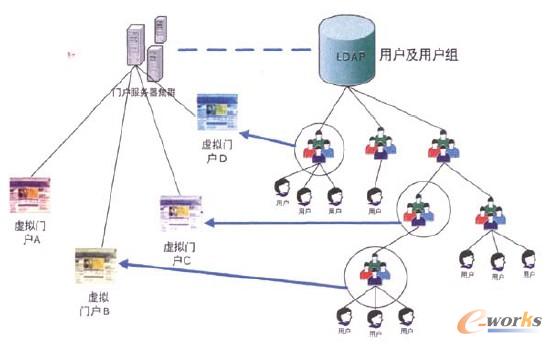 LDAP
用户及用户组
门户服务器集群
虚拟门
户D
用户
用户
用户
用户
虚拟门
户A
虚拟门
户C
用户
用户
用户
虚拟
门户B
用户
用户
用户
e-works